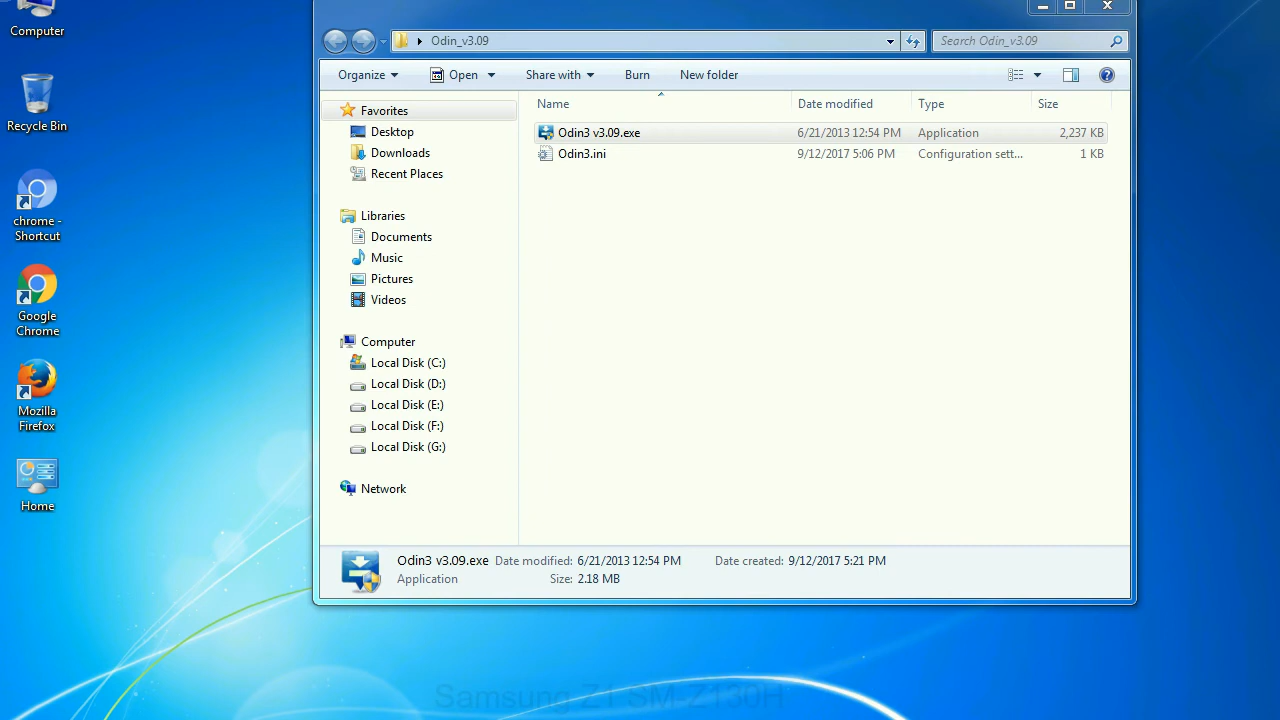 Computer
Recycle Bin
chrome -
Shortcut
Google
Chrome
Mozilla
Firefox
Home
Odin_v3.09
Search Odin_v3.09
Organize
Open
Share with
Burn
New folder
Name
Date modified
Type
Size
Odin3 v3.09.exe
6/21/2013 12:54 PM
Application
2,237 KB
Odin3.ini
9/12/2017 5:06 PM
Configuration sett...
1 KB
Favorites
Desktop
Downloads
Recent Places
Libraries
Documents
Music
Pictures
Videos
Computer
Local Disk (C:)
Local Disk (D:)
Local Disk (E:)
Local Disk (F:)
Local Disk (G:)
Network
Odin3 v3.09.exe
Date modified: 6/21/2013 12:54 PM
Date created: 9/12/2017 5:21 PM
Application
Size: 2.18 MB
Samsung Z1 SM-Z130H